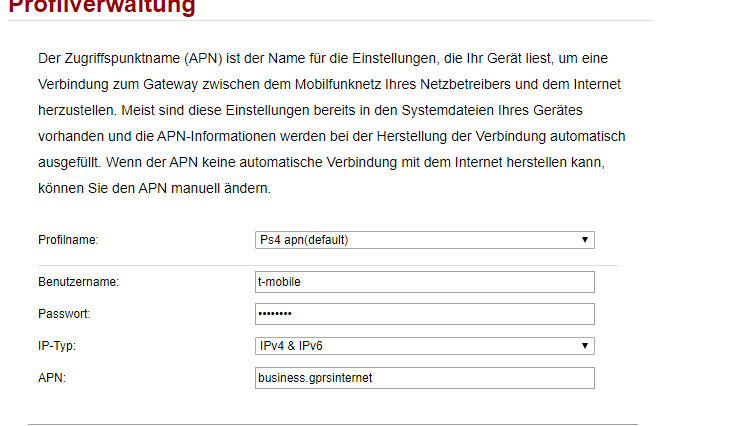 Profilverwaltung
Der Zugriffspunktname (APN) ist der Name für die Einstellungen, die Ihr Gerät liest, um eine
Verbindung zum Gateway zwischen dem Mobilfunknetz Ihres Netzbetreibers und dem Internet
herzustellen. Meist sind diese Einstellungen bereits in den Systemdateien Ihres Gerätes
vorhanden und die APN-Informationen werden bei der Herstellung der Verbindung automatisch
ausgefüllt. Wenn der APN keine automatische Verbindung mit dem Internet herstellen kann,
können Sie den APN manuell ändern.
Profilname: Ps4 apn(default)
Benutzername: t-mobile
Passwort: ••••••••
IP-Typ: IPv4 & IPv6
APN: business.gprsinternet